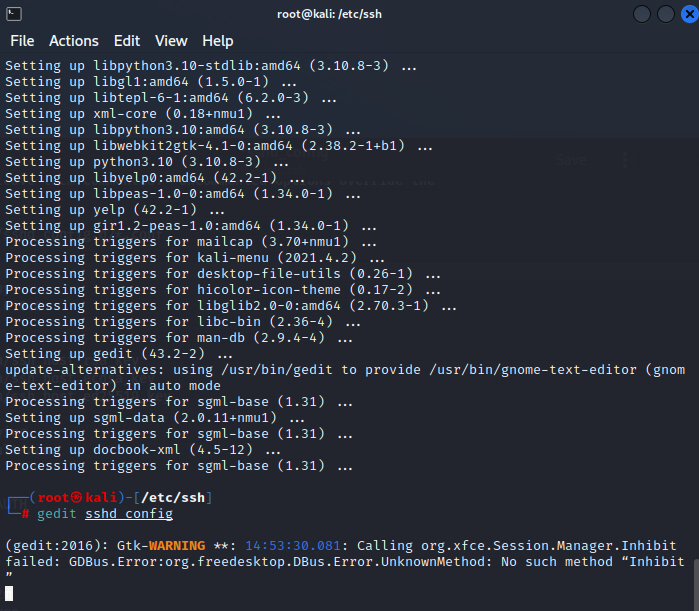 root@kali: /etc/ssh
File Actions Edit View Help
Setting up libpython3.10-stdlib:amd64 (3.10.8-3) ...
Setting up libgl1:amd64 (1.5.0-1) ...
Setting up libtepl-6-1:amd64 (6.2.0-3) ...
Setting up xml-core (0.18+nmu1) ...
Setting up libpython3.10:amd64 (3.10.8-3) ...
Setting up libwebkit2gtk-4.1-0:amd64 (2.38.2-1+b1) ...
Setting up python3.10 (3.10.8-3) ...
Setting up libyelp0:amd64 (42.2-1) ...
Setting up libpeas-1.0-0:amd64 (1.34.0-1) ...
Setting up yelp (42.2-1) ...
Setting up gir1.2-peas-1.0:amd64 (1.34.0-1) ...
Processing triggers for mailcap (3.70+nmu1) ...
Processing triggers for kali-menu (2021.4.2) ...
Processing triggers for desktop-file-utils (0.26-1) ...
Processing triggers for hicolor-icon-theme (0.17-2) ...
Processing triggers for libglib2.0-0:amd64 (2.70.3-1) ...
Processing triggers for libc-bin (2.36-4) ...
Processing triggers for man-db (2.9.4-4) ...
Setting up gedit (43.2-2) ...
update-alternatives: using /usr/bin/gedit to provide /usr/bin/gnome-text-editor (gnom
e-text-editor) in auto mode
Processing triggers for sgml-base (1.31) ...
Setting up sgml-data (2.0.11+nmu1) ...
Processing triggers for sgml-base (1.31) ...
Setting up docbook-xml (4.5-12) ...
Processing triggers for sgml-base (1.31) ...
┌──(root㉿kali)-[/etc/ssh]
└─# gedit sshd_config
(gedit:2016): Gtk-WARNING **: 14:53:30.081: Calling org.xfce.Session.Manager.Inhibit
failed: GDBus.Error:org.freedesktop.DBus.Error.UnknownMethod: No such method “Inhibit
”